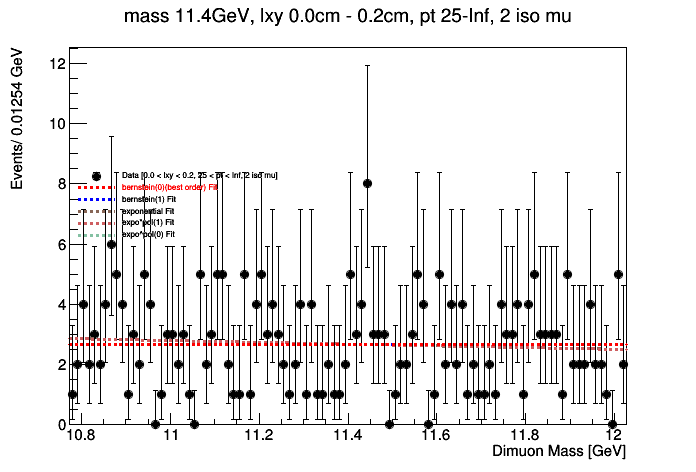 mass 11.4GeV, lxy 0.0cm - 0.2cm, pt 25-Inf, 2 iso mu
Events/ 0.01254 GeV
12
10
8
6
4
2
0
Data [0.0 < lxy < 0.2, 25 < pt < Inf, 2 iso mu]
bernstein(0)(best order) Fit
bernstein(1) Fit
exponential Fit
expo*pol(1) Fit
expo*pol(0) Fit
10.8 11 11.2 11.4 11.6 11.8 12
Dimuon Mass [GeV]